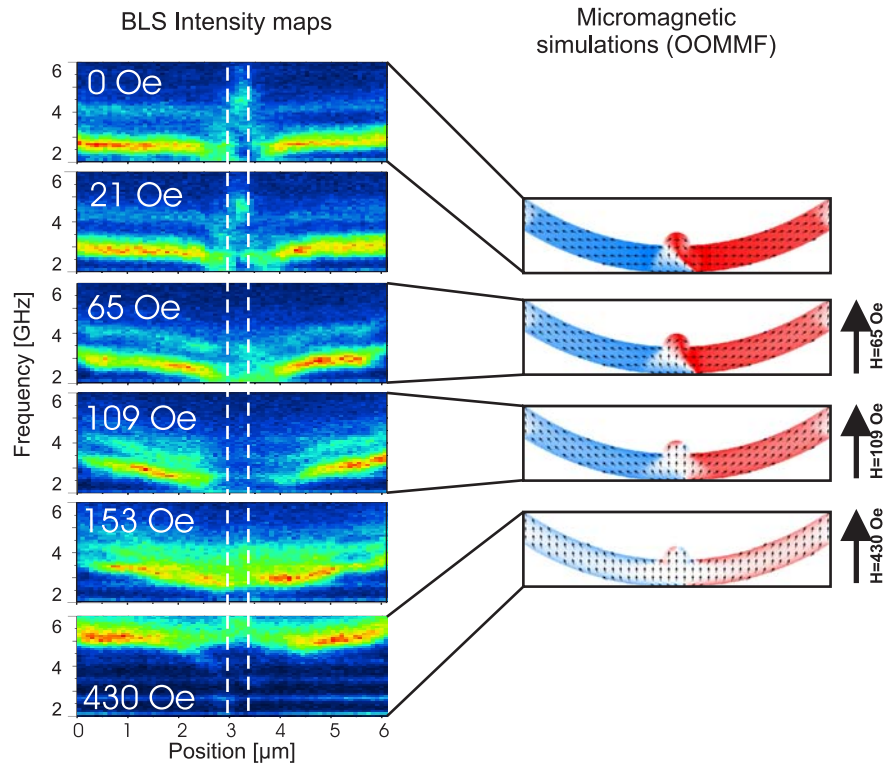 BLS Intensity maps
Micromagnetic
simulations (OOMMF)
Frequency [GHz]
6
4
2
0 Oe
6
4
2
21 Oe
6
4
2
65 Oe
H=65 Oe
6
4
2
109 Oe
H=109 Oe
6
4
2
153 Oe
H=430 Oe
6
4
2
430 Oe
0 1 2 3 4 5 6
Position [µm]